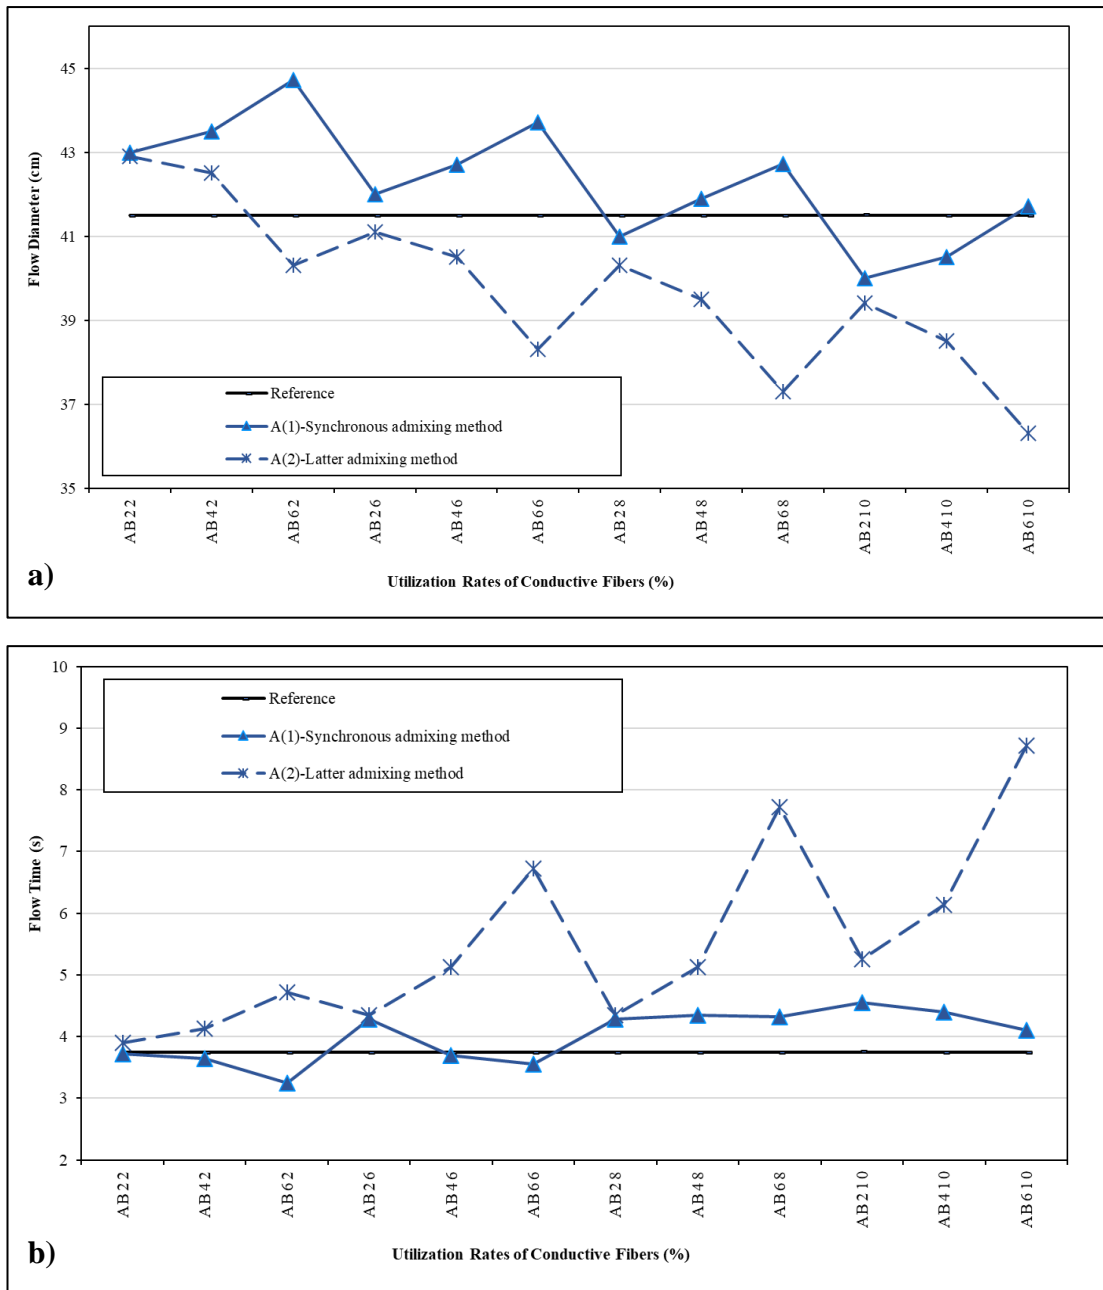 45
43
41
39
37
35
Flow Diameter (cm)
Reference
A(1)-Synchronous admixing method
A(2)-Latter admixing method
AB22
AB42
AB62
AB26
AB46
AB66
AB28
AB48
AB68
AB210
AB410
AB610
a)
Utilization Rates of Conductive Fibers (%)
10
9
8
7
6
5
4
3
2
Flow Time (s)
Reference
A(1)-Synchronous admixing method
A(2)-Latter admixing method
AB22
AB42
AB62
AB26
AB46
AB66
AB28
AB48
AB68
AB210
AB410
AB610
b)
Utilization Rates of Conductive Fibers (%)